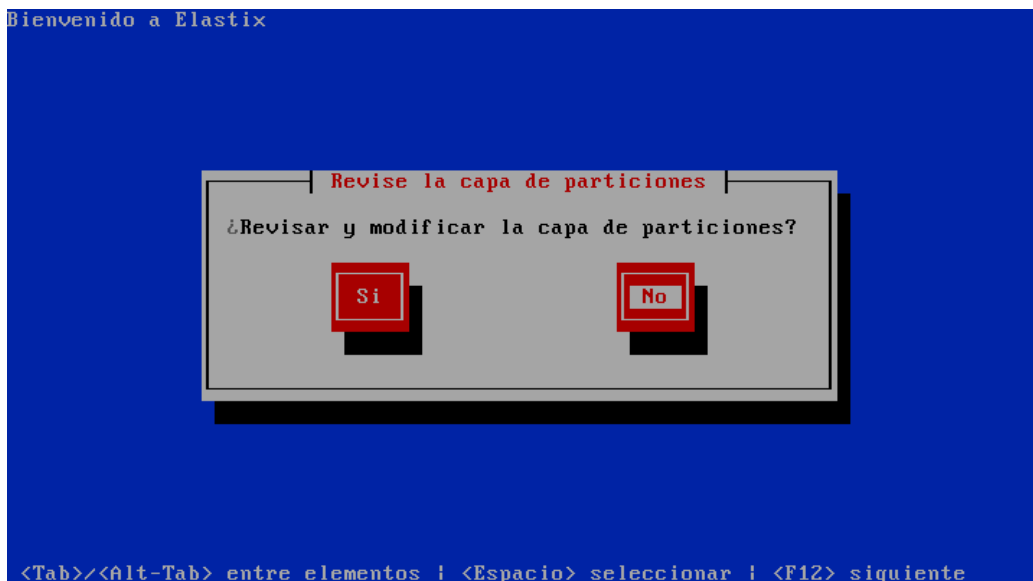 Bienvenido a Elastix
Revise la capa de particiones
¿Revisar y modificar la capa de particiones?
Si
No
<Tab>/<Alt-Tab> entre elementos | <Espacio> seleccionar | <F12> siguiente